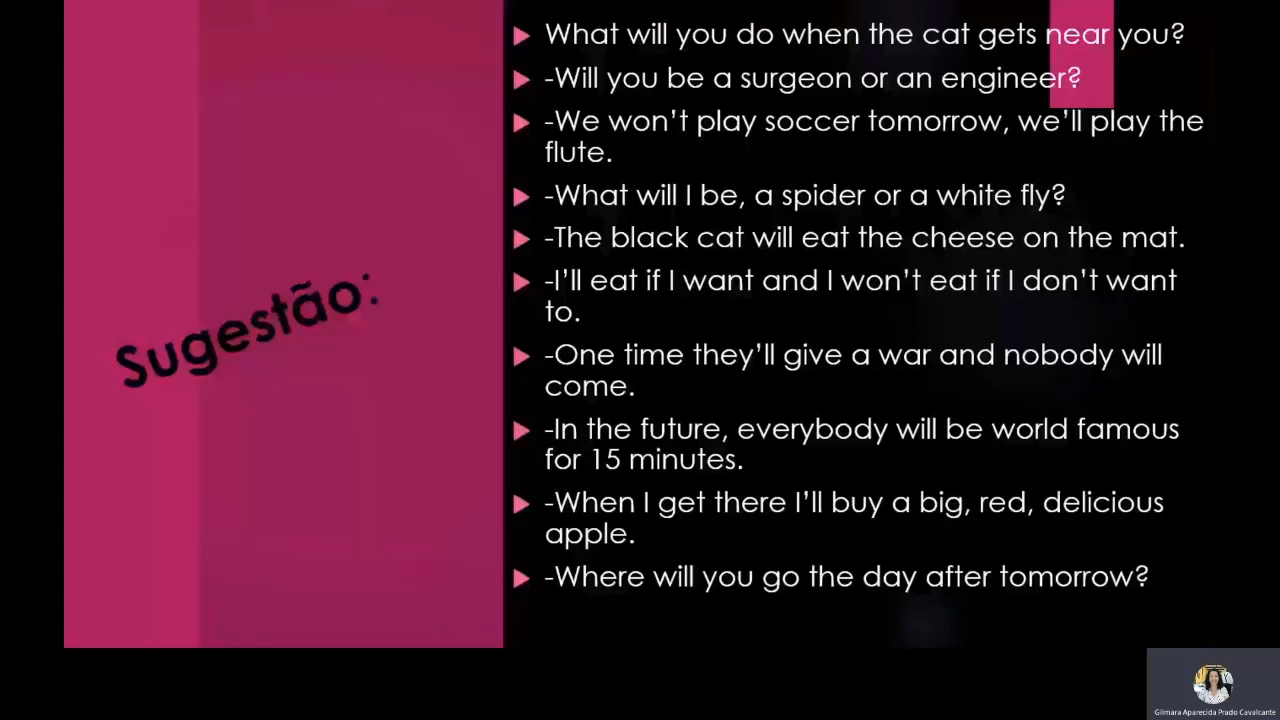 Sugestão:
What will you do when the cat gets near you?
-Will you be a surgeon or an engineer?
-We won't play soccer tomorrow, we'll play the
flute.
-What will I be, a spider or a white fly?
-The black cat will eat the cheese on the mat.
-I'll eat if I want and I won't eat if I don't want
to.
-One time they'll give a war and nobody will
come.
-In the future, everybody will be world famous
for 15 minutes.
-When I get there I'll buy a big, red, delicious
apple.
-Where will you go the day after tomorrow?
Gilmara Aparecida Prado Cavalcante